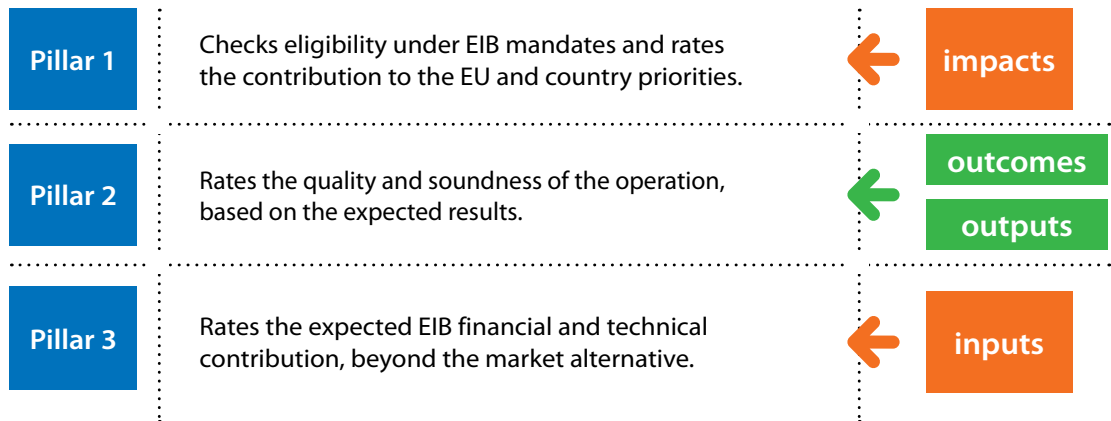 Pillar 1
Checks eligibility under EIB mandates and rates
the contribution to the EU and country priorities.
impacts
Pillar 2
Rates the quality and soundness of the operation,
based on the expected results.
outcomes
outputs
Pillar 3
Rates the expected EIB financial and technical
contribution, beyond the market alternative.
inputs